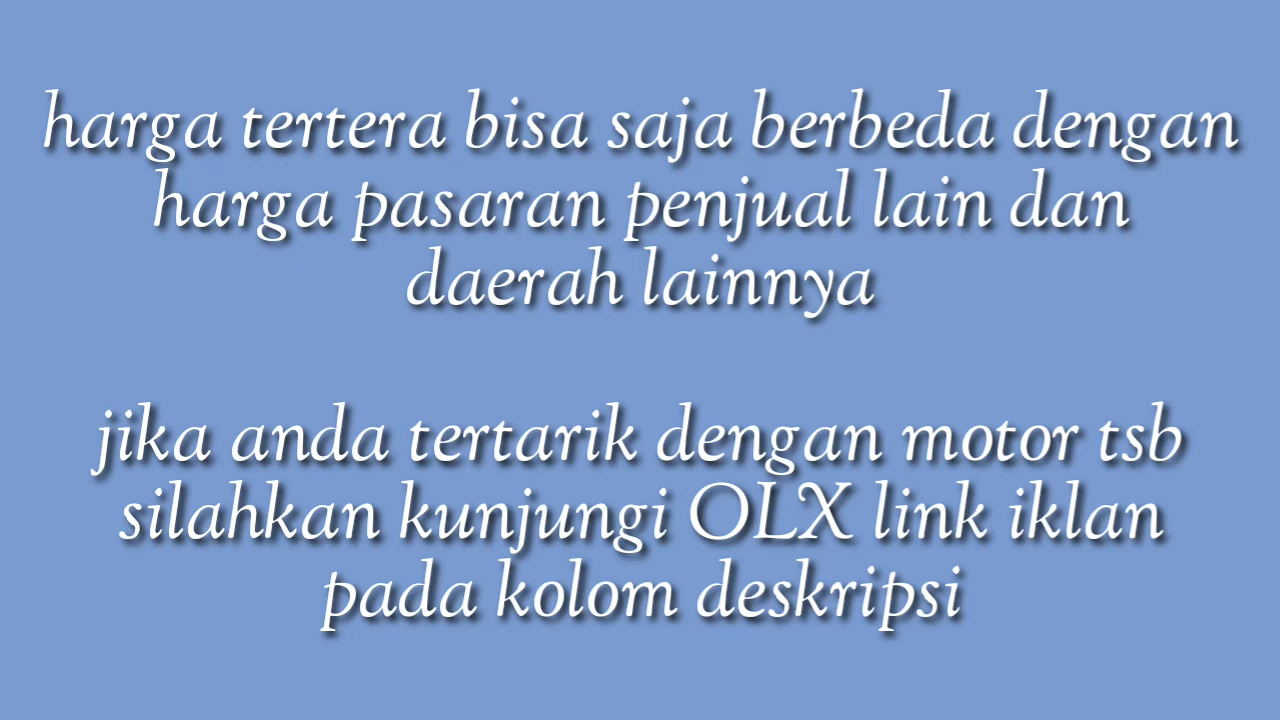 harga tertera bisa saja berbeda dengan
harga pasaran penjual lain dan
daerah lainnya
jika anda tertarik dengan motor tsb
silahkan kunjungi OLX link iklan
pada kolom deskripsi